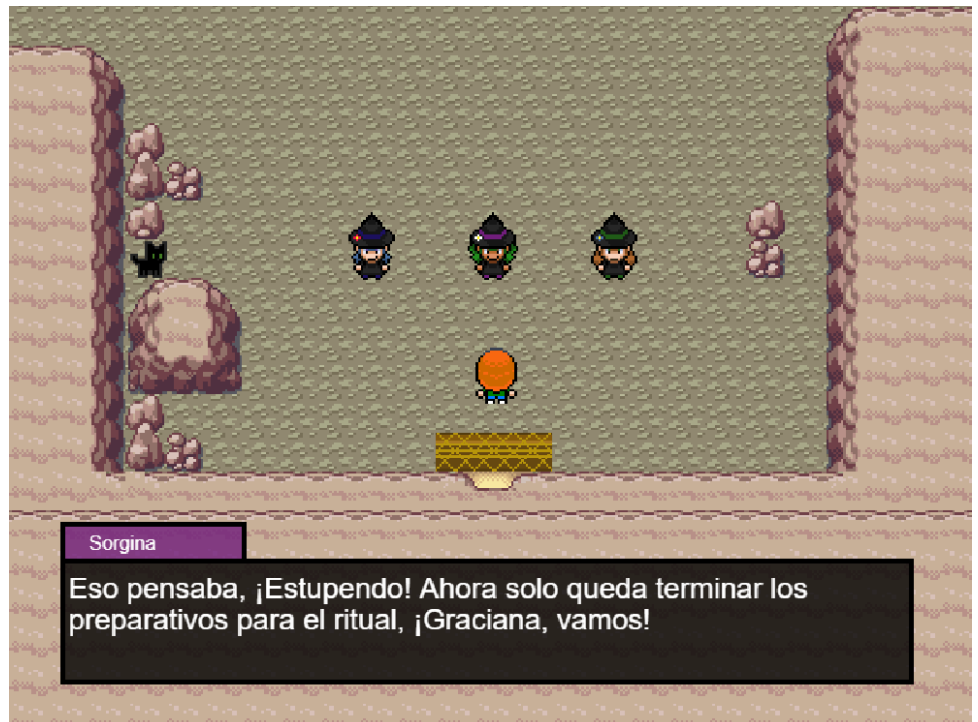 Sorgina
Eso pensaba, ¡Estupendo! Ahora solo queda terminar los
preparativos para el ritual, ¡Graciana, vamos!